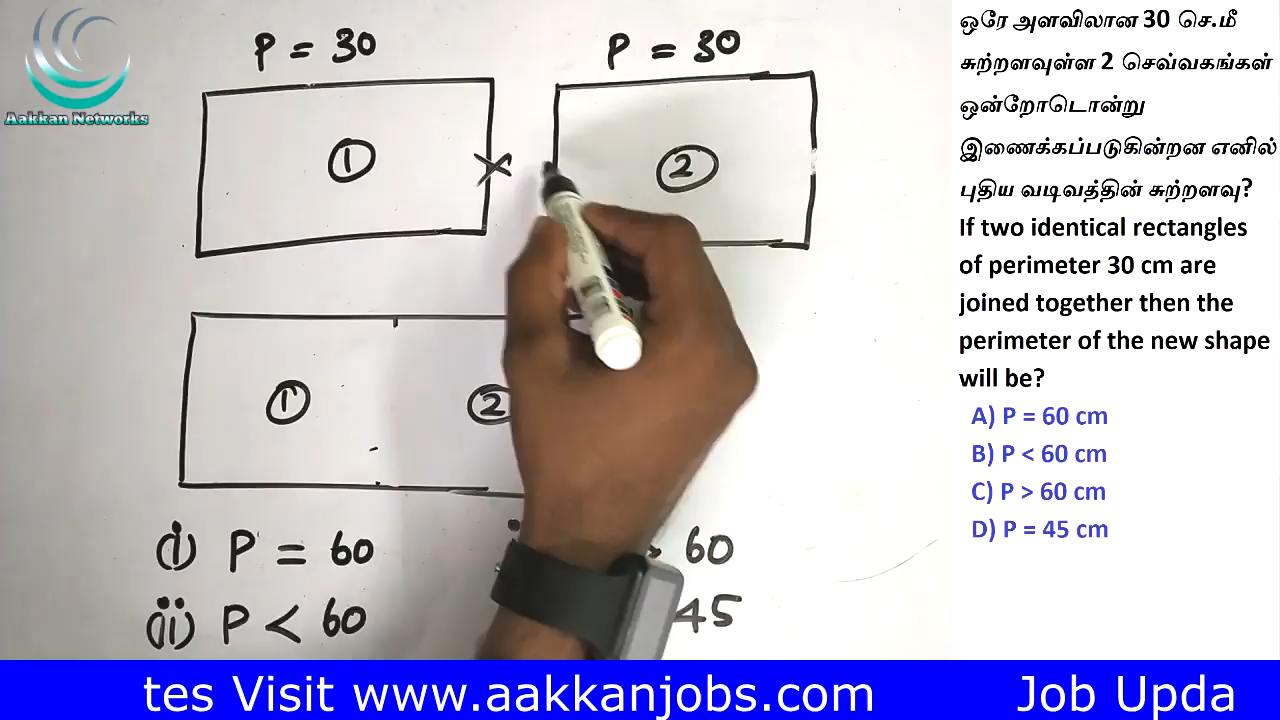 Aakkan Networks
P = 30
P = 30
1
2
1
2
(i) P = 60
60
(ii) P < 60
45
ஒரே அளவிலான 30 செ.மீ
சுற்றளவுள்ள 2 செவ்வகங்கள்
ஒன்றோடொன்று
இணைக்கப்படுகின்றன எனில்
புதிய வடிவத்தின் சுற்றளவு?
If two identical rectangles
of perimeter 30 cm are
joined together then the
perimeter of the new shape
will be?
A) P = 60 cm
B) P < 60 cm
C) P > 60 cm
D) P = 45 cm
tes Visit www.aakkanjobs.com Job Upda